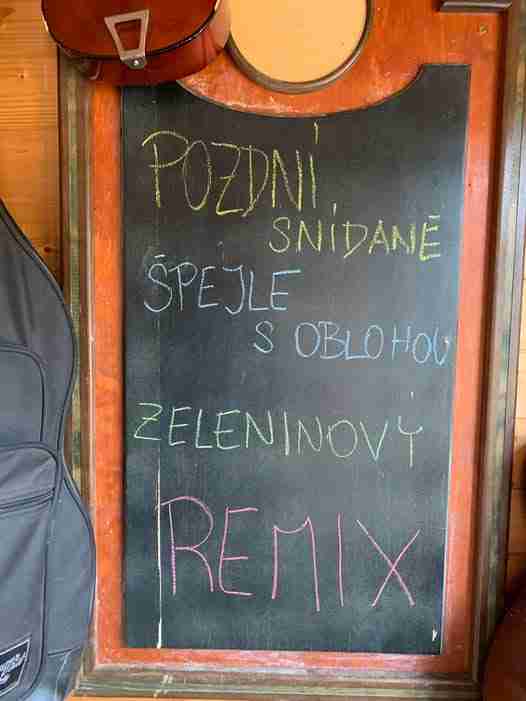 POZDNÍ
SNÍDANĚ
ŠPEJLE
S OBLOHOU
ZELENINOVÝ
REMIX